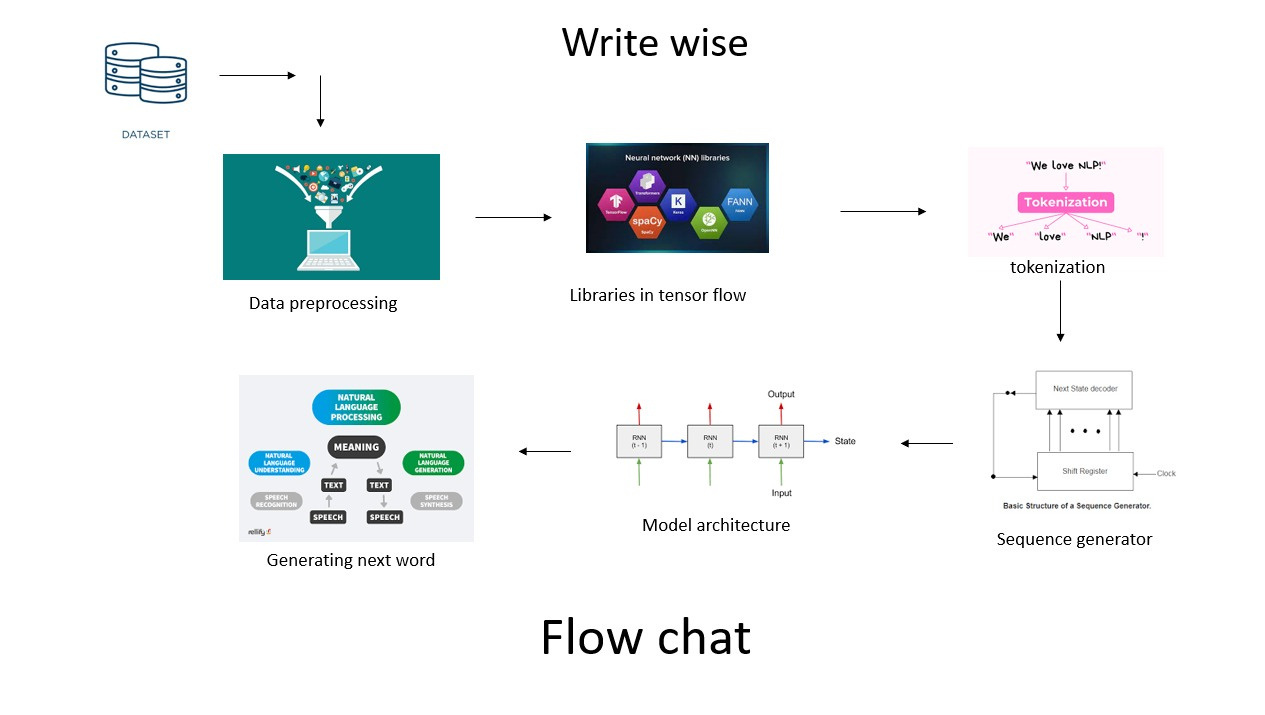 Write wise
DATASET
Data preprocessing
Neural network (NN) libraries
Transformers
TensorFlow
K
Keras
FANN
FANN
spaCy
SpaCy
OpenNN
Libraries in tensor flow
"We love NLP!"
Tokenization
"We" "love" "NLP" "!"
tokenization
NATURAL
LANGUAGE
PROCESSING
MEANING
NATURAL
LANGUAGE
UNDERSTANDING
NATURAL
LANGUAGE
GENERATION
TEXT TEXT
SPEECH
RECOGNITION
SPEECH
SYNTHESIS
SPEECH SPEECH
rellify
Generating next word
Output
RNN
(t - 1)
RNN
(t)
RNN
(t + 1)
State
Input
Model architecture
Next State decoder
Shift Register
Clock
Basic Structure of a Sequence Generator.
Sequence generator
Flow chat